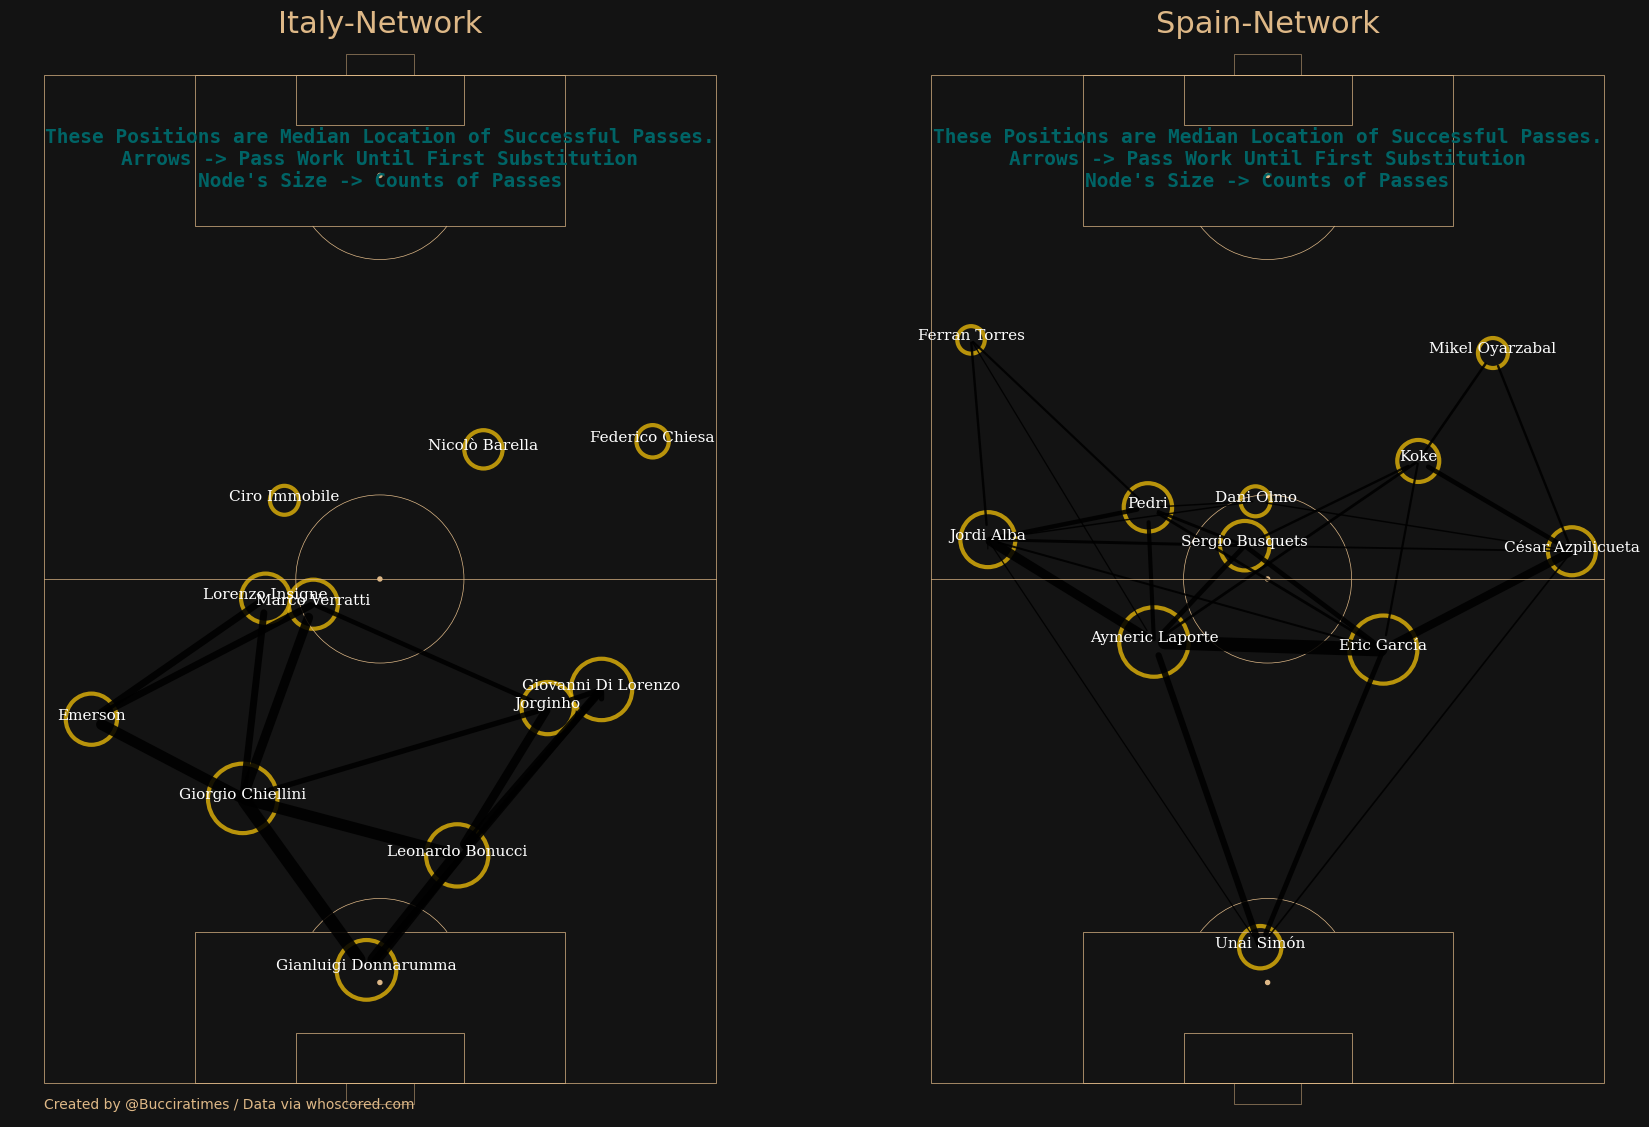 Italy-Network
These Positions are Median Location of Successful Passes.
Arrows -> Pass Work Until First Substitution
Node's Size -> Counts of Passes
Federico Chiesa
Nicolò Barella
Ciro Immobile
Lorenzo Insigne
Marco Verratti
Giovanni Di Lorenzo
Jorginho
Emerson
Giorgio Chiellini
Leonardo Bonucci
Gianluigi Donnarumma
Created by @Bucciratimes / Data via whoscored.com
Spain-Network
These Positions are Median Location of Successful Passes.
Arrows -> Pass Work Until First Substitution
Node's Size -> Counts of Passes
Ferran Torres
Mikel Oyarzabal
Koke
Dani Olmo
Pedri
Jordi Alba
Sergio Busquets
César Azpilicueta
Aymeric Laporte
Eric García
Unai Simón